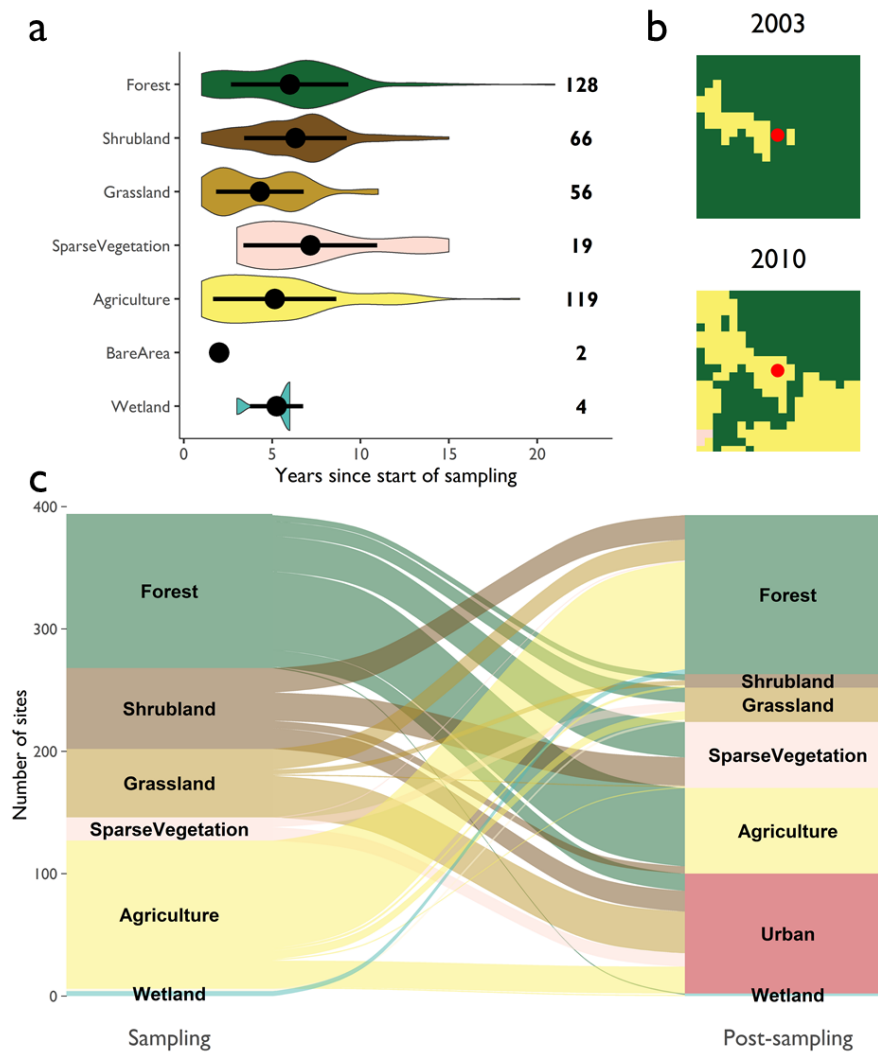 a
Forest 128
Shrubland 66
Grassland 56
SparseVegetation 19
Agriculture 119
BareArea 2
Wetland 4
0 5 10 15 20
Years since start of sampling
b
2003
2010
c
400
300
200
100
0
Number of sites
Forest
Shrubland
Grassland
SparseVegetation
Agriculture
Wetland
Sampling
Forest
Shrubland
Grassland
SparseVegetation
Agriculture
Urban
Wetland
Post-sampling